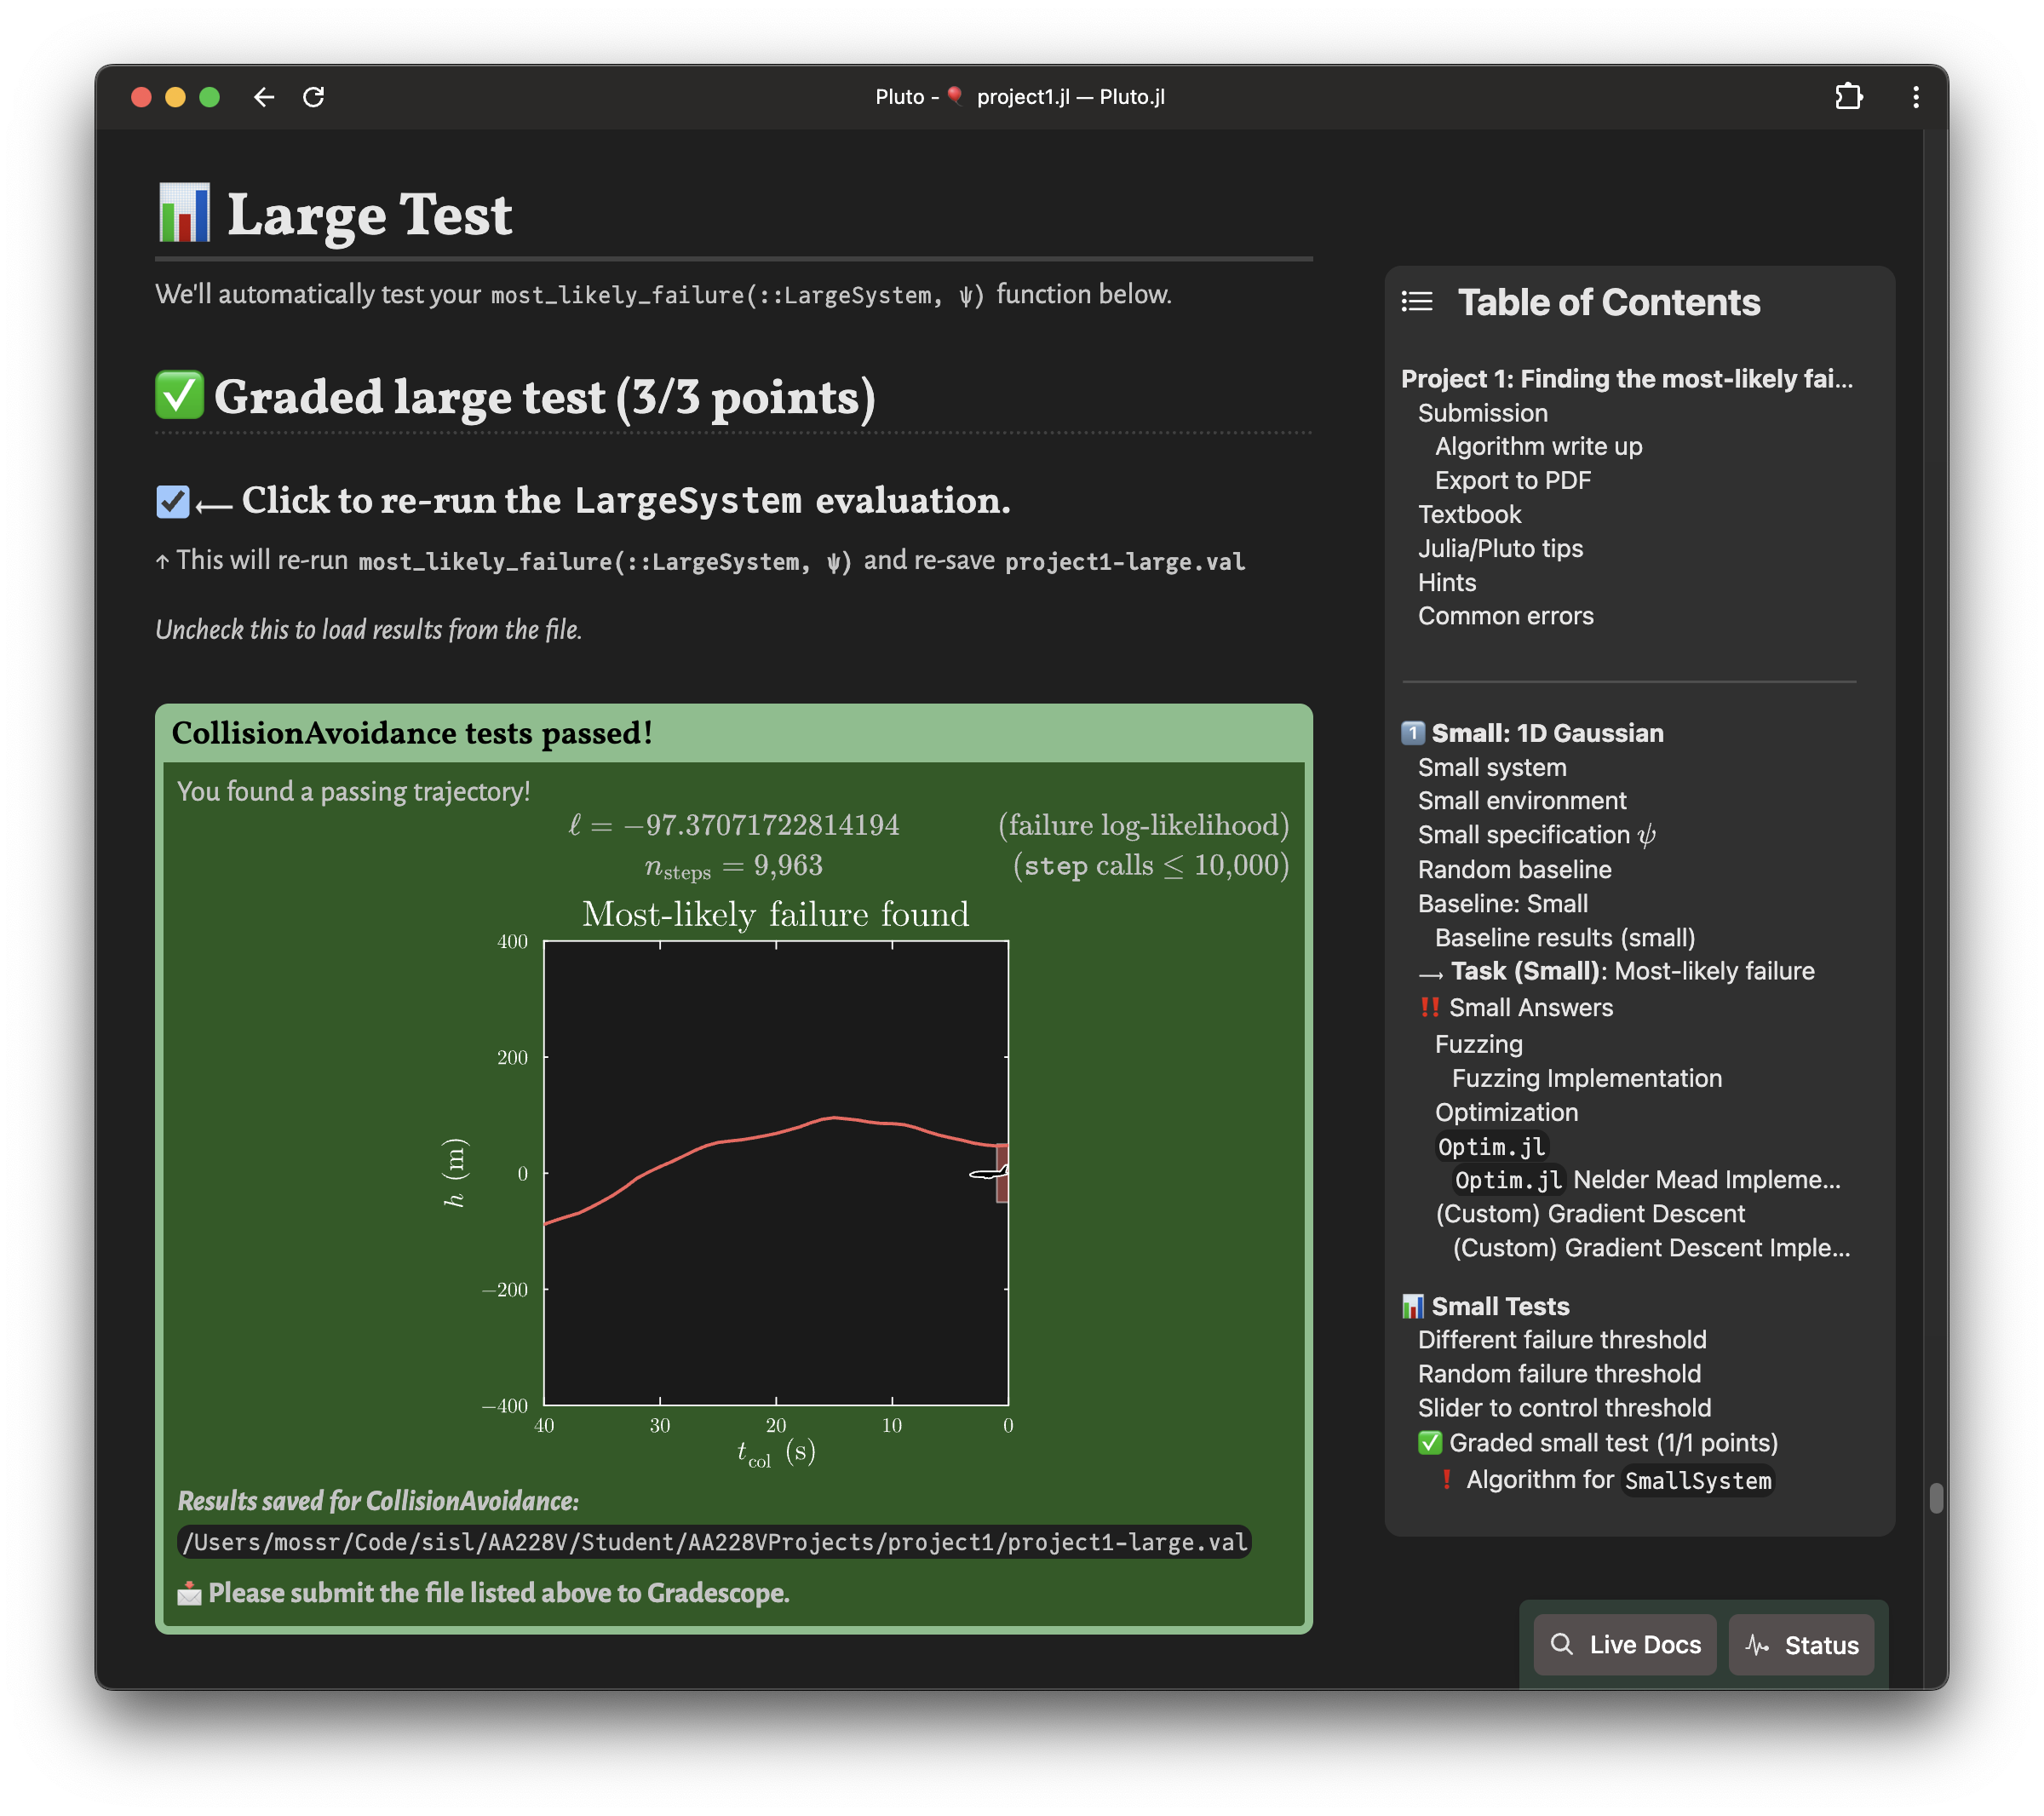 Pluto - 🎈 project1.jl — Pluto.jl
📊 Large Test
We'll automatically test your most_likely_failure(::LargeSystem, ψ) function below.
✅ Graded large test (3/3 points)
⟵ Click to re-run the LargeSystem evaluation.
↑ This will re-run most_likely_failure(::LargeSystem, ψ) and re-save project1-large.val
Uncheck this to load results from the file.
CollisionAvoidance tests passed!
You found a passing trajectory!
ℓ = −97.37071722814194 (failure log-likelihood)
n_steps = 9,963 (step calls ≤ 10,000)
Most-likely failure found
400
200
0
−200
−400
h (m)
40 30 20 10 0
t_col (s)
Results saved for CollisionAvoidance:
/Users/mossr/Code/sisl/AA228V/Student/AA228VProjects/project1/project1-large.val
📩 Please submit the file listed above to Gradescope.
Table of Contents
Project 1: Finding the most-likely fai...
Submission
Algorithm write up
Export to PDF
Textbook
Julia/Pluto tips
Hints
Common errors
1️⃣ Small: 1D Gaussian
Small system
Small environment
Small specification ψ
Random baseline
Baseline: Small
Baseline results (small)
⟶ Task (Small): Most-likely failure
‼️ Small Answers
Fuzzing
Fuzzing Implementation
Optimization
Optim.jl
Optim.jl Nelder Mead Impleme...
(Custom) Gradient Descent
(Custom) Gradient Descent Imple...
📊 Small Tests
Different failure threshold
Random failure threshold
Slider to control threshold
✅ Graded small test (1/1 points)
❗ Algorithm for SmallSystem
Live Docs
Status